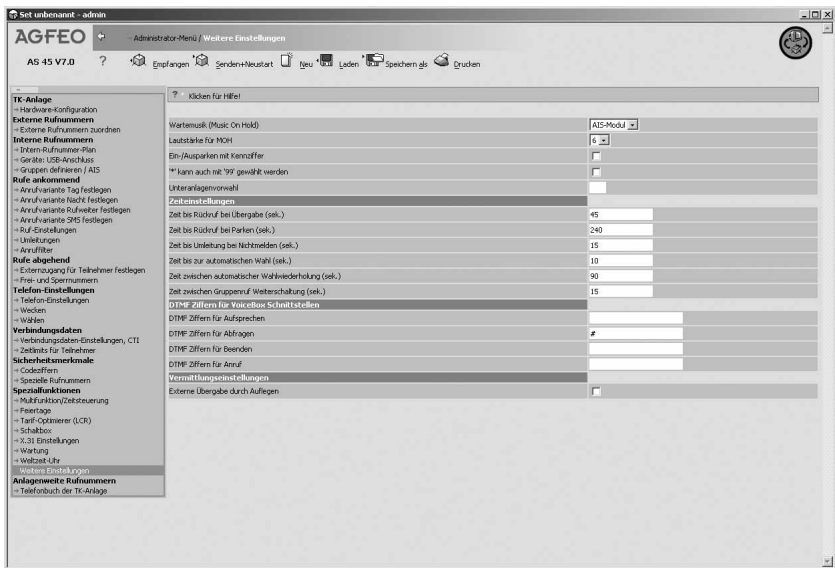 Set unbenannt - admin
AGFEO
Administrator-Menü / Weitere Einstellungen
AS 45 V7.0
? Empfangen Senden+Neustart Neu Laden Speichern als Drucken
TK-Anlage
Hardware-Konfiguration
Externe Rufnummern
Externe Rufnummern zuordnen
Interne Rufnummern
Intern-Rufnummer-Plan
Geräte: USB-Anschluss
Gruppen definieren / AIS
Rufe ankommend
Anrufvariante Tag festlegen
Anrufvariante Nacht festlegen
Anrufvariante Rufweiter festlegen
Anrufvariante SMS festlegen
Ruf-Einstellungen
Umleitungen
Anruffilter
Rufe abgehend
Externzugang für Teilnehmer festlegen
Frei- und Sperrnummern
Telefon-Einstellungen
Telefon-Einstellungen
Wecken
Wählen
Verbindungsdaten
Verbindungsdaten-Einstellungen, CTI
Zeitlimits für Teilnehmer
Sicherheitsmerkmale
Codeziffern
Spezielle Rufnummern
Spezialfunktionen
Multifunktion/Zeitsteuerung
Feiertage
Tarif-Optimierer (LCR)
Schaltbox
X.31 Einstellungen
Wartung
Weltzeit-Uhr
Weitere Einstellungen
Anlagenweite Rufnummern
Telefonbuch der TK-Anlage
? Klicken für Hilfe!
Wartemusik (Music On Hold) AIS-Modul
Lautstärke für MOH 6
Ein-/Ausparken mit Kennziffer
'*' kann auch mit '99' gewählt werden
Unteranlagenvorwahl
Zeiteinstellungen
Zeit bis Rückruf bei Übergabe (sek.) 45
Zeit bis Rückruf bei Parken (sek.) 240
Zeit bis Umleitung bei Nichtmelden (sek.) 15
Zeit bis zur automatischen Wahl (sek.) 10
Zeit zwischen automatischer Wahlwiederholung (sek.) 90
Zeit zwischen Gruppenruf Weiterschaltung (sek.) 15
DTMF Ziffern für VoiceBox Schnittstellen
DTMF Ziffern für Aufsprechen
DTMF Ziffern für Abfragen #
DTMF Ziffern für Beenden
DTMF Ziffern für Anruf
Vermittlungseinstellungen
Externe Übergabe durch Auflegen